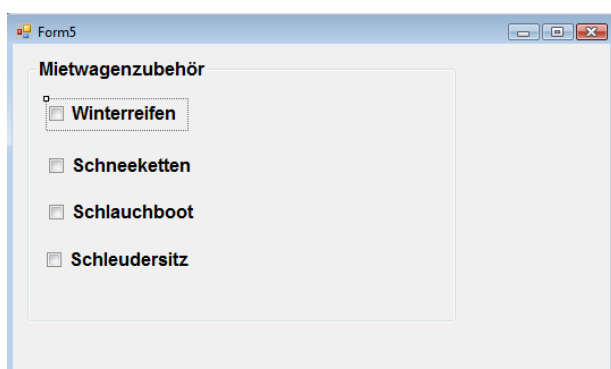 Form5
Mietwagenzubehör
Winterreifen
Schneeketten
Schlauchboot
Schleudersitz